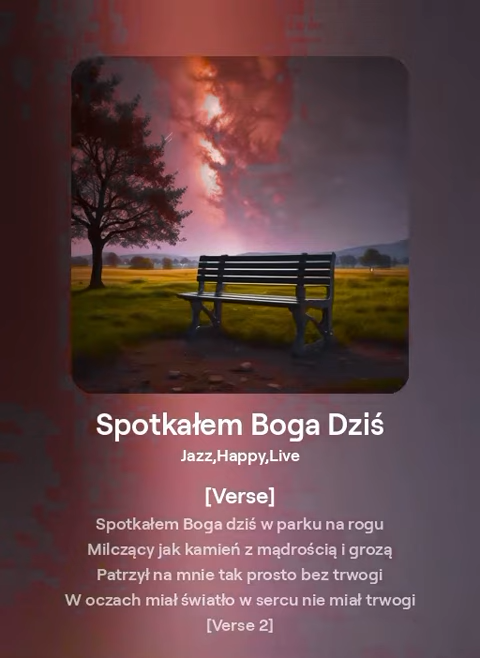 Spotkałem Boga Dziś
Jazz,Happy,Live
[Verse]
Spotkałem Boga dziś w parku na rogu
Milczący jak kamień z mądrością i grozą
Patrzył na mnie tak prosto bez trwogi
W oczach miał światło w sercu nie miał trwogi
[Verse 2]